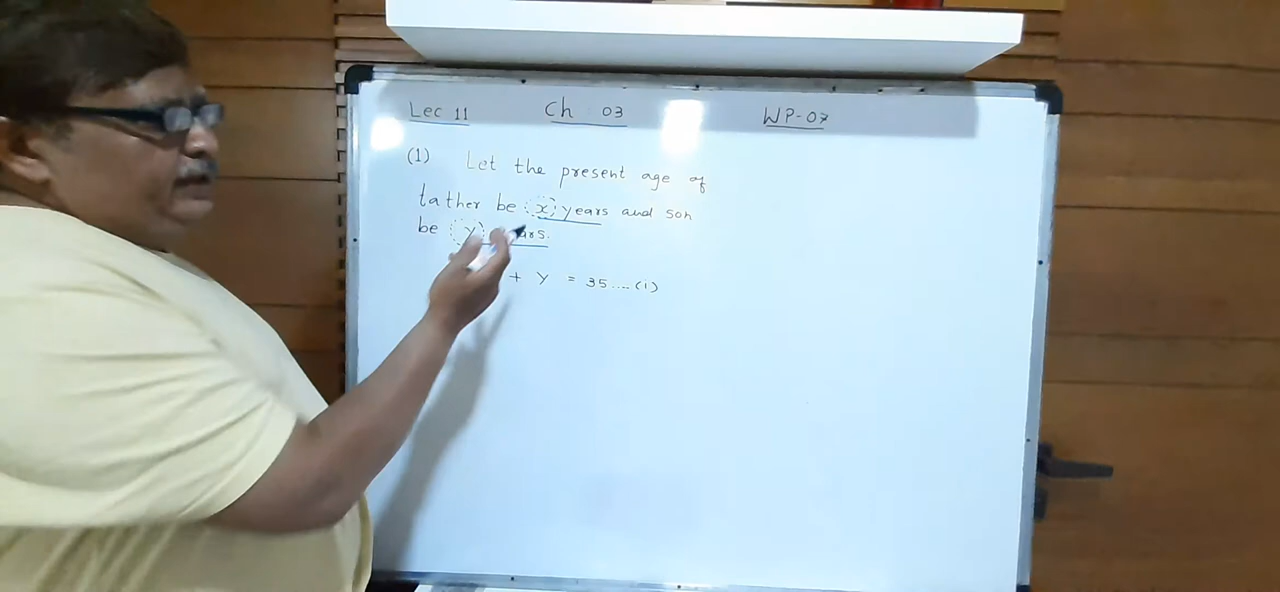 Lec 11 Ch 03 WP-07
(1) Let the present age of
father be x years and son
be y
+ y = 35....(i)